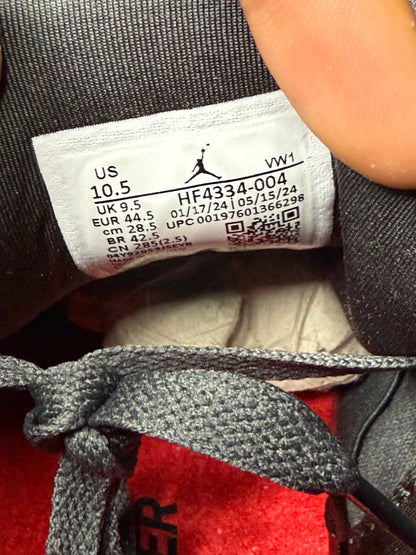 US
10.5
UK 9.5
EUR 44.5
cm 28.5
BR 42.5
CN 285(2.5)
VW1
HF4334-004
01/17/24 | 05/15/24
UPC 00197601366298
ER